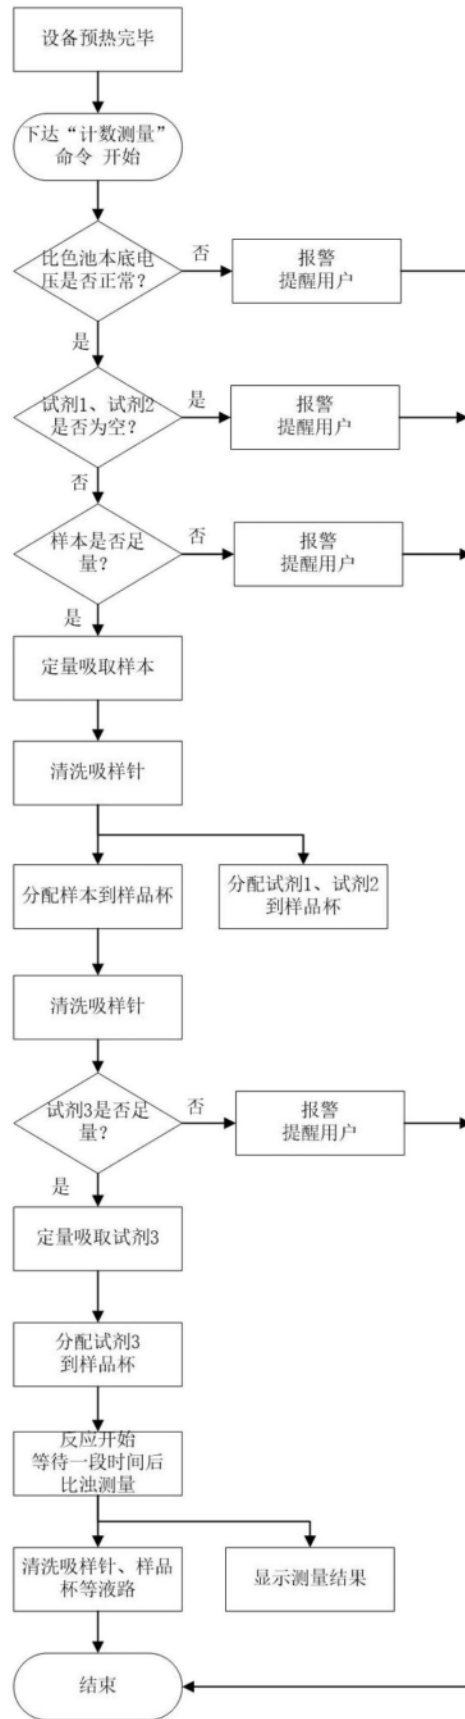 设备预热完毕
下达“计数测量”
命令 开始
比色池本底电
压是否正常?
否
报警
提醒用户
是
试剂1、试剂2
是否为空?
是
报警
提醒用户
否
样本是否足
量?
否
报警
提醒用户
是
定量吸取样本
清洗吸样针
分配样本到样品杯
分配试剂1、试剂2
到样品杯
清洗吸样针
试剂3是否足
量?
否
报警
提醒用户
是
定量吸取试剂3
分配试剂3
到样品杯
反应开始
等待一段时间后
比浊测量
清洗吸样针、样品
杯等液路
显示测量结果
结束